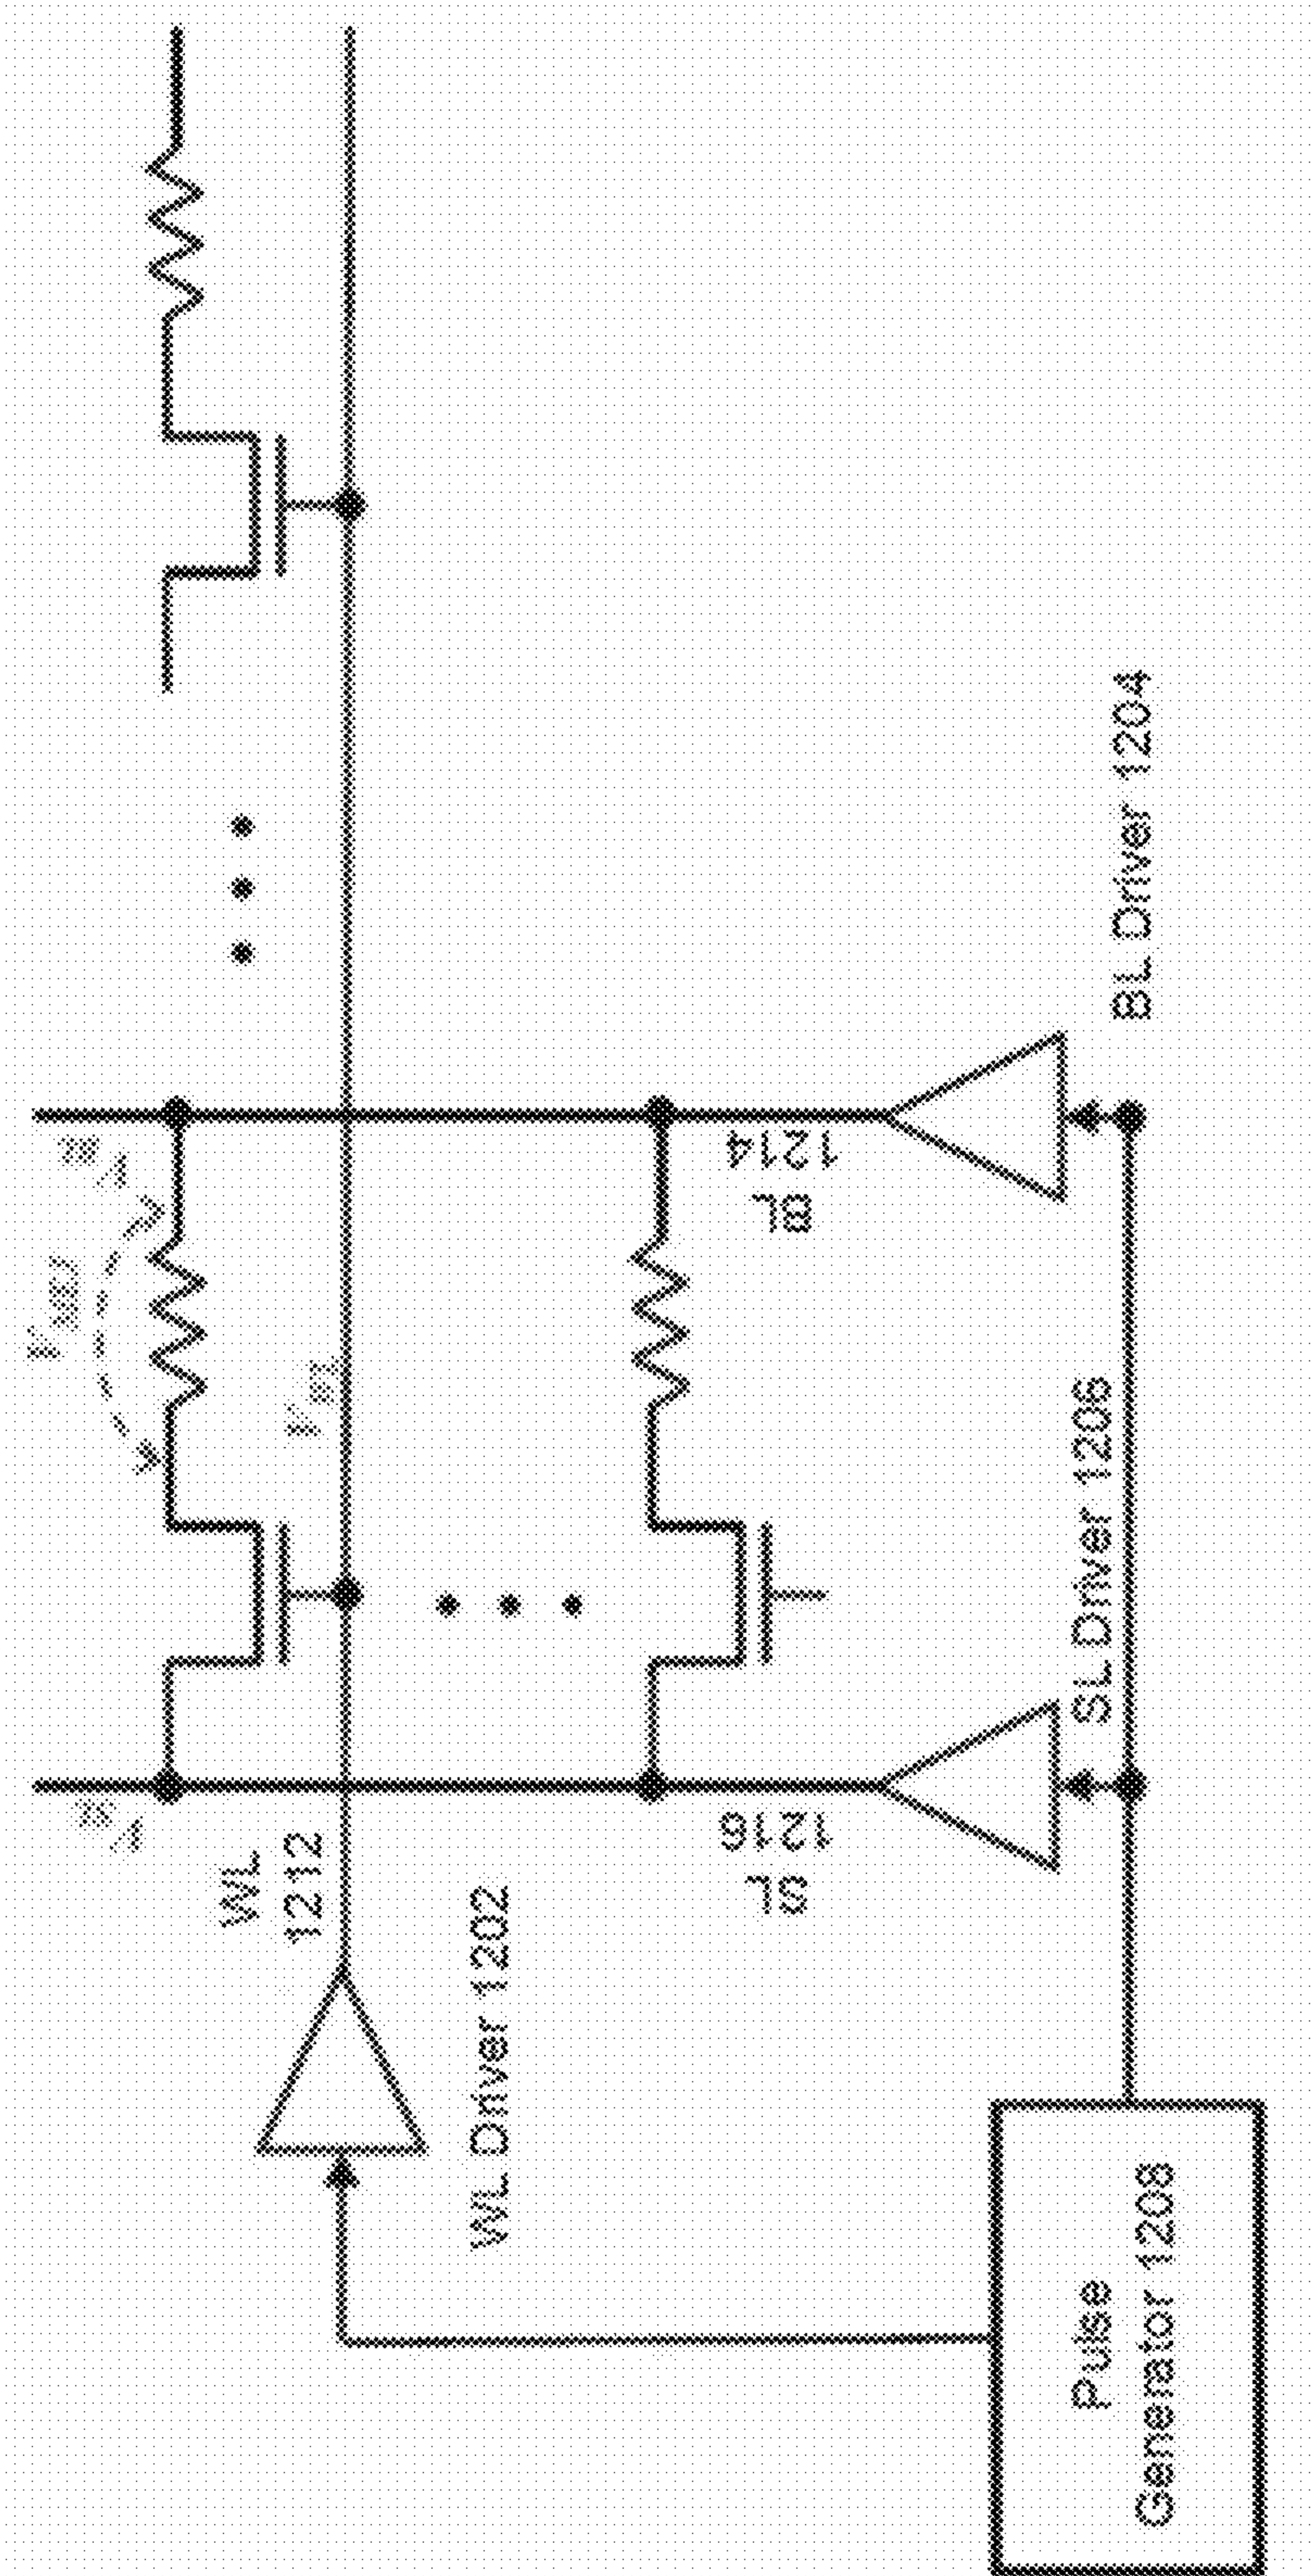 WL
1212
WL Driver 1202
SL
1216
SL Driver 1206
BL
1214
BL Driver 1204
Pulse
Generator 1208